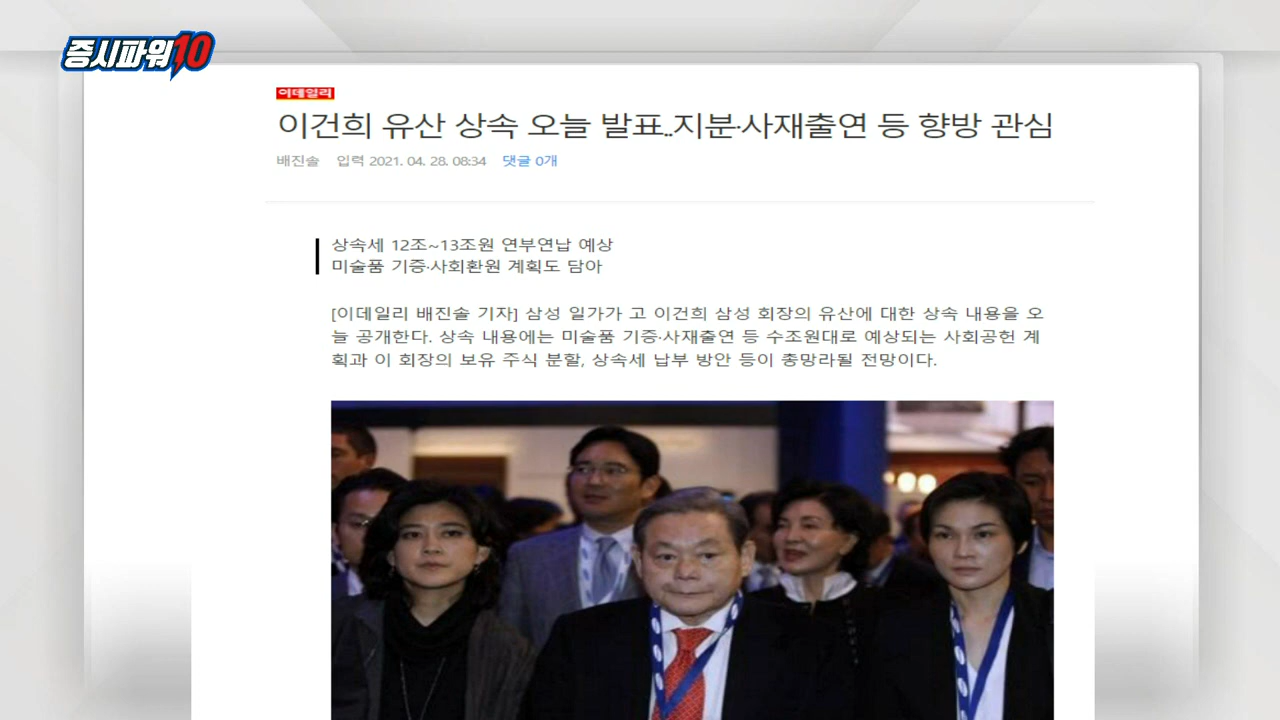 증시파워10
이데일리
이건희 유산 상속 오늘 발표..지분·사재출연 등 향방 관심
배진솔 입력 2021. 04. 28. 08:34 댓글 0개
상속세 12조~13조원 연부연납 예상
미술품 기증·사회환원 계획도 담아
[이데일리 배진솔 기자] 삼성 일가가 고 이건희 삼성 회장의 유산에 대한 상속 내용을 오
늘 공개한다. 상속 내용에는 미술품 기증·사재출연 등 수조원대로 예상되는 사회공헌 계
획과 이 회장의 보유 주식 분할, 상속세 납부 방안 등이 총망라될 전망이다.